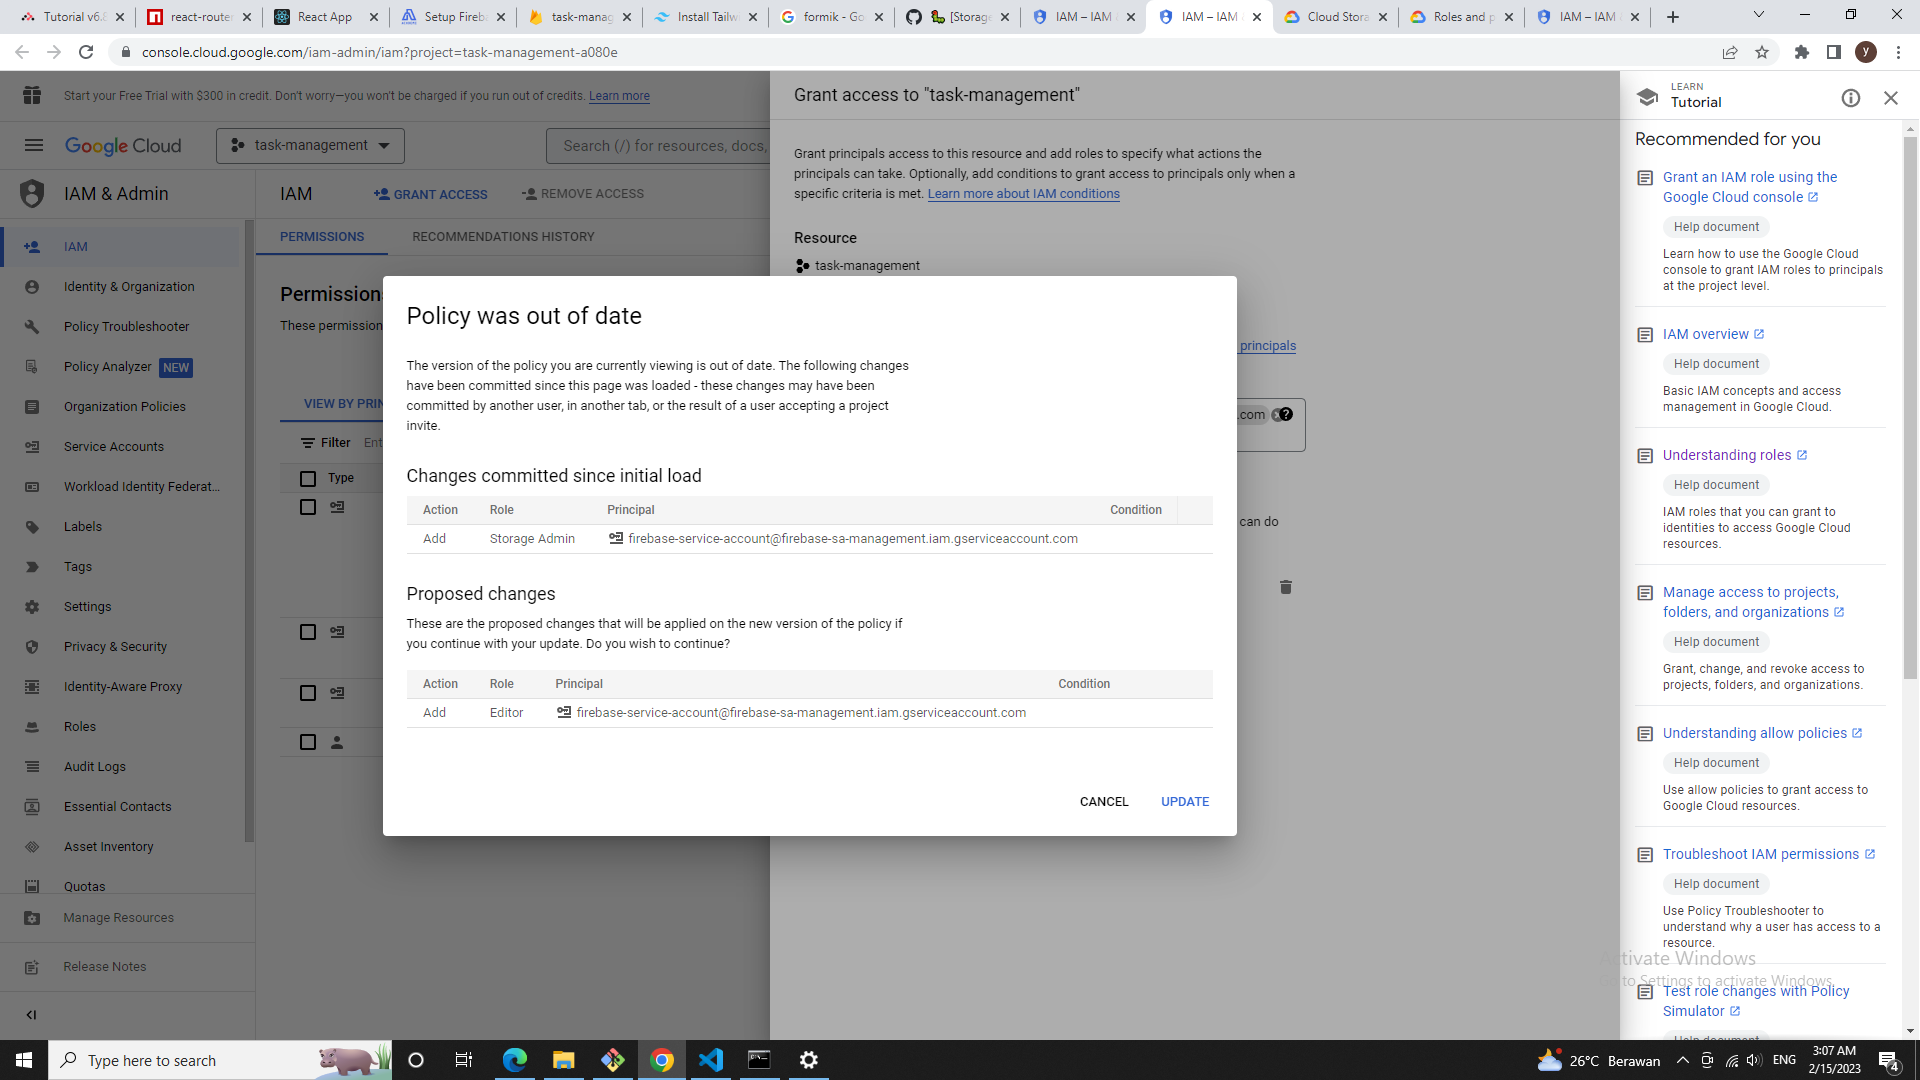 Tutorial v6.8
react-router
React App
Setup Fireb
task-manag
Install Tailw
formik - Go
[Storage
IAM – IAM
IAM – IAM
Cloud Stora
Roles and p
IAM – IAM
console.cloud.google.com/iam-admin/iam?project=task-management-a080e
y
Start your Free Trial with $300 in credit. Don't worry—you won't be charged if you run out of credits. Learn more
Google Cloud
task-management
Search (/) for resources, docs,
IAM & Admin
IAM
Identity & Organization
Policy Troubleshooter
Policy Analyzer NEW
Organization Policies
Service Accounts
Workload Identity Federat...
Labels
Tags
Settings
Privacy & Security
Identity-Aware Proxy
Roles
Audit Logs
Essential Contacts
Asset Inventory
Quotas
Manage Resources
Release Notes
IAM
GRANT ACCESS
REMOVE ACCESS
PERMISSIONS
RECOMMENDATIONS HISTORY
Permissions
These permission
VIEW BY PRIN
Filter Ent
Type
Grant access to "task-management"
Grant principals access to this resource and add roles to specify what actions the
principals can take. Optionally, add conditions to grant access to principals only when a
specific criteria is met. Learn more about IAM conditions
Resource
task-management
principals
.com
can do
Policy was out of date
The version of the policy you are currently viewing is out of date. The following changes
have been committed since this page was loaded - these changes may have been
committed by another user, in another tab, or the result of a user accepting a project
invite.
Changes committed since initial load
Action Role Principal Condition
Add Storage Admin firebase-service-account@firebase-sa-management.iam.gserviceaccount.com
Proposed changes
These are the proposed changes that will be applied on the new version of the policy if
you continue with your update. Do you wish to continue?
Action Role Principal Condition
Add Editor firebase-service-account@firebase-sa-management.iam.gserviceaccount.com
CANCEL UPDATE
LEARN
Tutorial
Recommended for you
Grant an IAM role using the
Google Cloud console
Help document
Learn how to use the Google Cloud
console to grant IAM roles to principals
at the project level.
IAM overview
Help document
Basic IAM concepts and access
management in Google Cloud.
Understanding roles
Help document
IAM roles that you can grant to
identities to access Google Cloud
resources.
Manage access to projects,
folders, and organizations
Help document
Grant, change, and revoke access to
projects, folders, and organizations.
Understanding allow policies
Help document
Use allow policies to grant access to
Google Cloud resources.
Troubleshoot IAM permissions
Help document
Use Policy Troubleshooter to
understand why a user has access to a
resource.
Activate Windows
Go to Settings to activate Windows.
Test role changes with Policy
Simulator
Help document
Type here to search
26°C Berawan
ENG
3:07 AM
2/15/2023
4